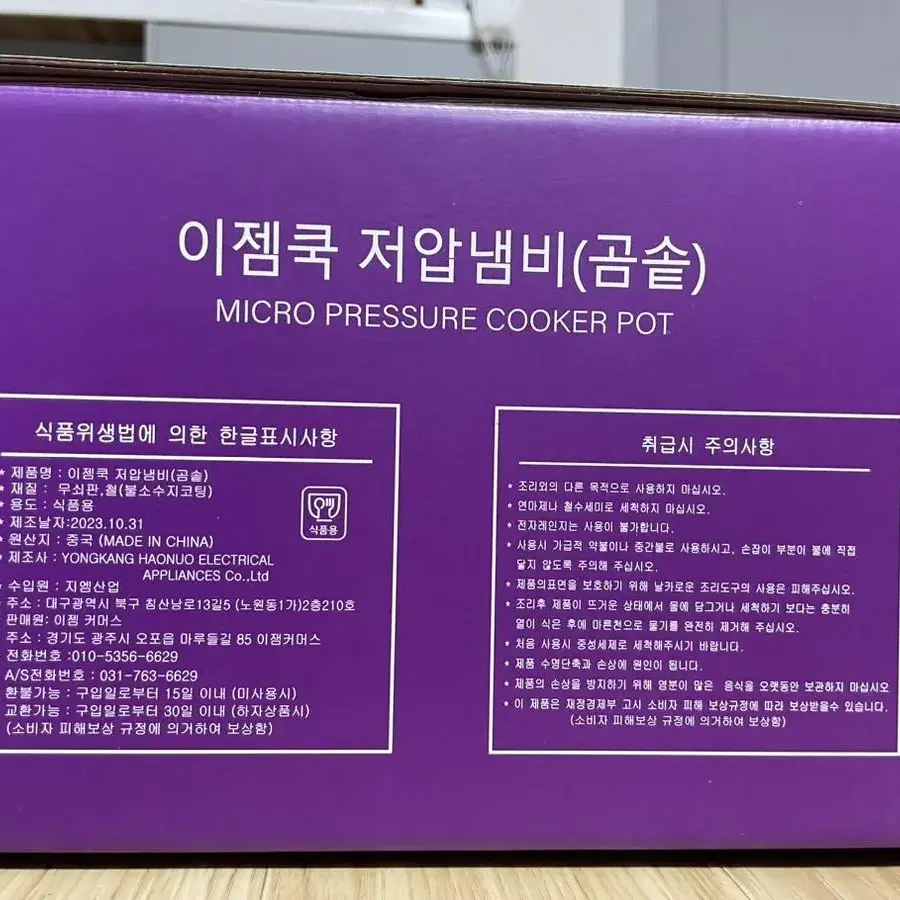 이젬쿡 저압냄비(곰솥)
MICRO PRESSURE COOKER POT
식품위생법에 의한 한글표시사항
* 제품명 : 이젬쿡 저압냄비(곰솥)
* 재질 : 무쇠판,철(불소수지코팅)
* 용도 : 식품용
* 제조날자:2023.10.31
* 원산지 : 중국 (MADE IN CHINA)
* 제조사 : YONGKANG HAONUO ELECTRICAL
APPLIANCES Co.,Ltd
* 수입원 : 지엠산업
* 주소 : 대구광역시 북구 침산남로13길5 (노원동1가)2층210호
* 판매원: 이젬 커머스
주소 : 경기도 광주시 오포읍 마루들길 85 이젬커머스
전화번호 :010-5356-6629
A/S전화번호 : 031-763-6629
환불가능 : 구입일로부터 15일 이내 (미사용시)
교환가능 : 구입일로부터 30일 이내 (하자상품시)
(소비자 피해보상 규정에 의거하여 보상함)
식품용
취급시 주의사항
* 조리외의 다른 목적으로 사용하지 마십시오.
* 연마제나 철수세미로 세척하지 마십시오.
* 전자레인지는 사용이 불가합니다.
* 사용시 가급적 약불이나 중간불로 사용하시고, 손잡이 부분이 불에 직접
닿지 않도록 주의해 주십시오.
* 제품의표면을 보호하기 위해 날카로운 조리도구의 사용은 피해주십시오.
* 조리후 제품이 뜨거운 상태에서 물에 담그거나 세척하기 보다는 충분히
열이 식은 후에 마른천으로 물기를 완전히 제거해 주십시오.
* 처음 사용시 중성세제로 세척해주시기 바랍니다.
* 제품 수명단축과 손상에 원인이 됩니다.
* 제품의 손상을 방지하기 위해 염분이 많은 음식을 오랫동안 보관하지 마십시오
* 이 제품은 재정경제부 고시 소비자 피해 보상규정에 따라 보상받을수 있습니다.
(소비자 피해보상 규정에 의거하여 보상함)